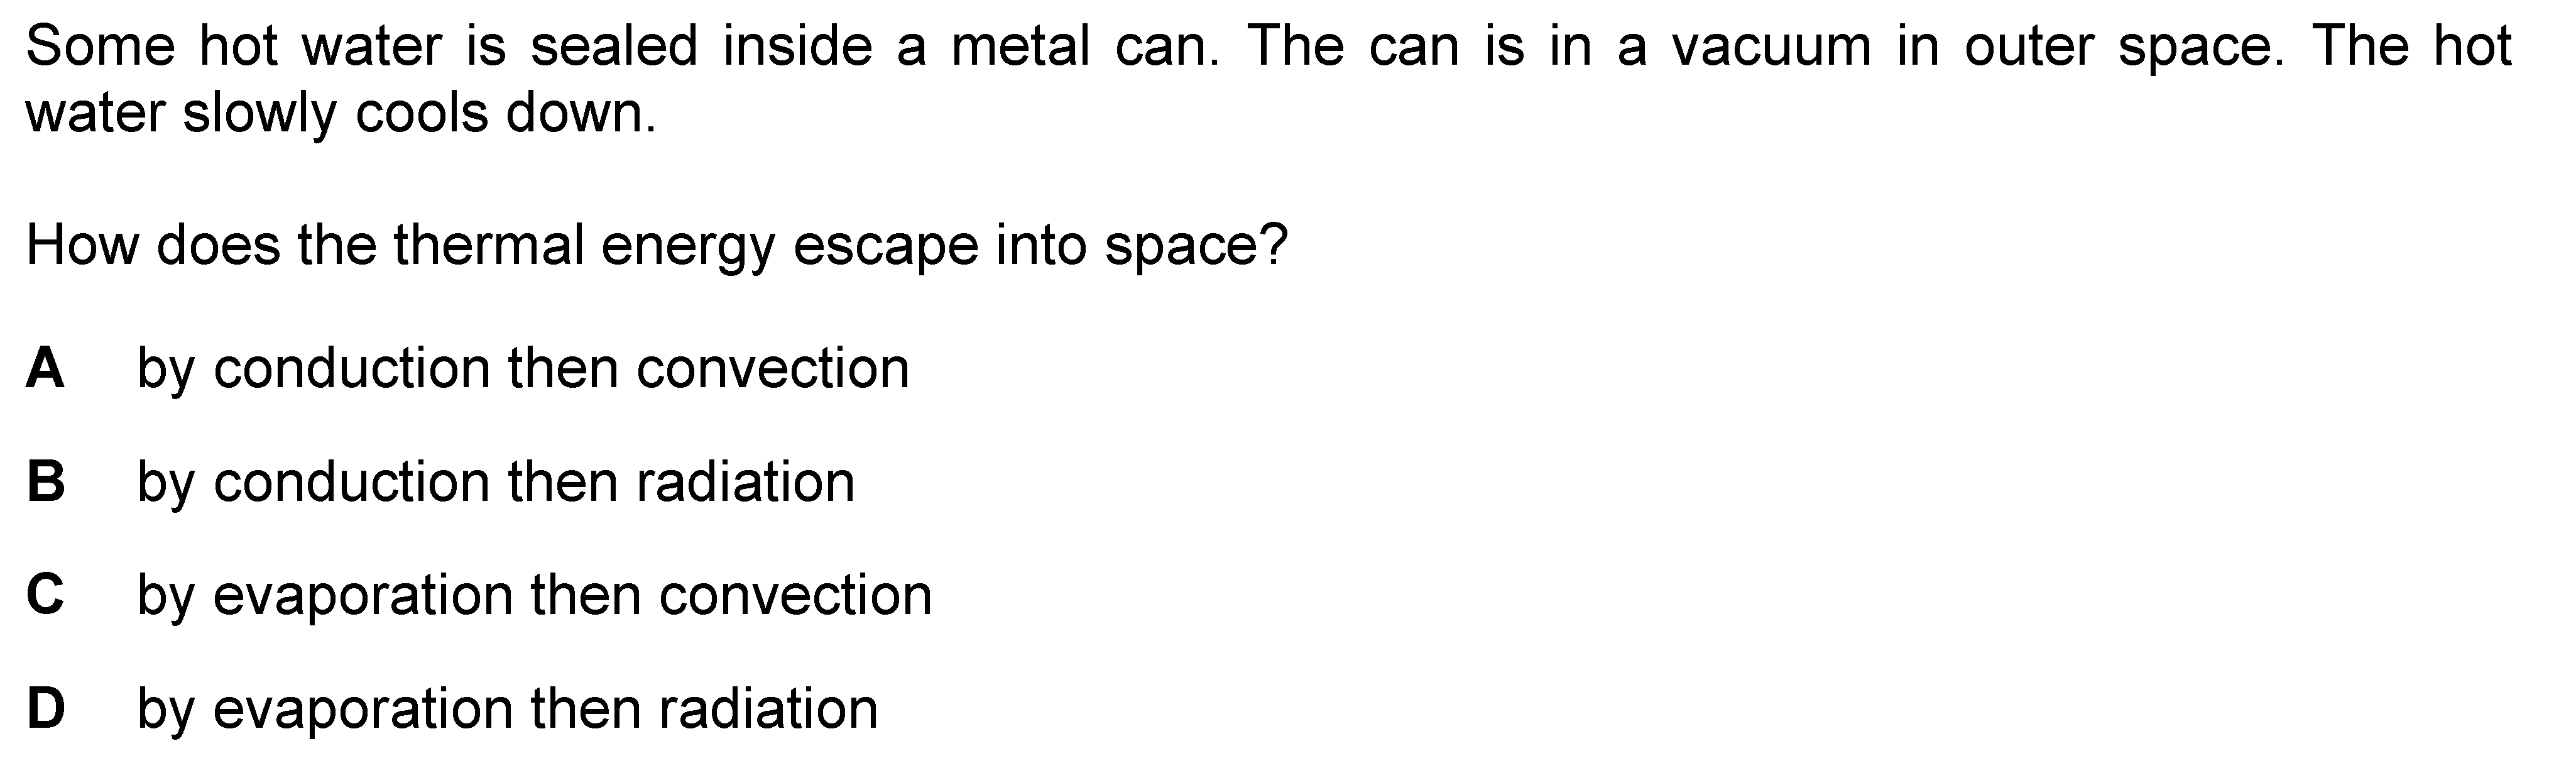 Some hot water is sealed inside a metal can. The can is in a vacuum in outer space. The hot
water slowly cools down.
How does the thermal energy escape into space?
A by conduction then convection
B by conduction then radiation
C by evaporation then convection
D by evaporation then radiation